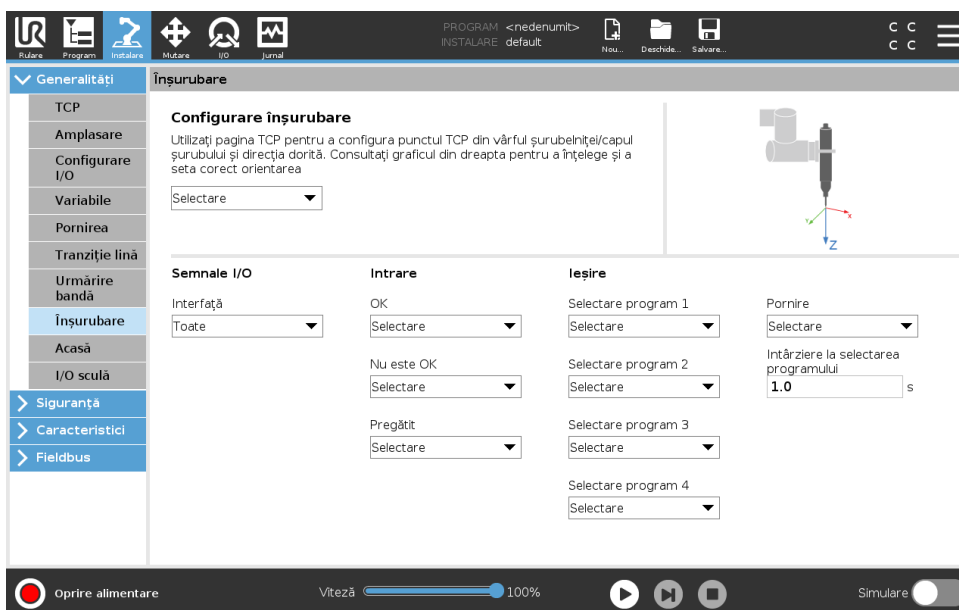 PROGRAM <nedenumit>
INSTALARE default
Rulare Program Instalare Mutare I/O Jurnal Nou... Deschide... Salvare...
C C
C C
Generalități
TCP
Amplasare
Configurare
I/O
Variabile
Pornirea
Tranziție lină
Urmărire
bandă
Înșurubare
Acasă
I/O sculă
Siguranță
Caracteristici
Fieldbus
Înșurubare
Configurare înșurubare
Utilizați pagina TCP pentru a configura punctul TCP din vârful șurubelniței/capul
șurubului și direcția dorită. Consultați graficul din dreapta pentru a înțelege și a
seta corect orientarea
Selectare
Y X
Z
Semnale I/O
Interfață
Toate
Intrare
OK
Selectare
Nu este OK
Selectare
Pregătit
Selectare
Ieșire
Selectare program 1
Selectare
Selectare program 2
Selectare
Selectare program 3
Selectare
Selectare program 4
Selectare
Pornire
Selectare
Întârziere la selectarea
programului
1.0 s
Oprire alimentare Viteză 100% Simulare